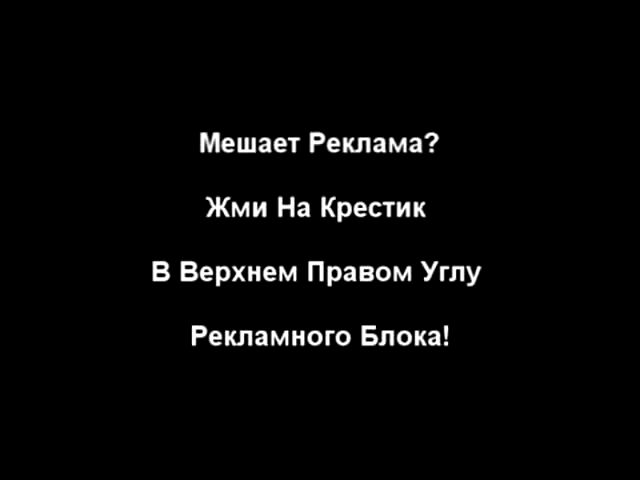 Мешает Реклама?
Жми На Крестик
В Верхнем Правом Углу
Рекламного Блока!